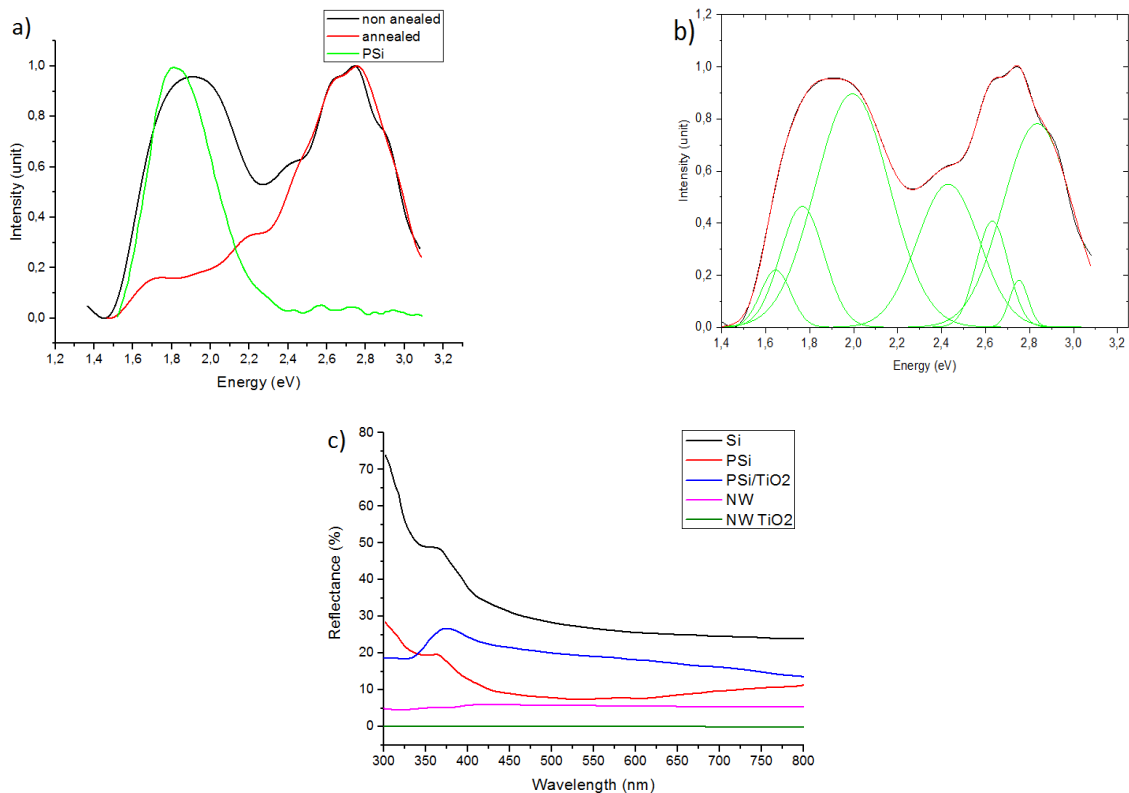 a)
non anealed
annealed
PSi
1,0
0,8
0,6
0,4
0,2
0,0
Intensity (unit)
1,2 1,4 1,6 1,8 2,0 2,2 2,4 2,6 2,8 3,0 3,2
Energy (eV)
b)
1,2
1,0
0,8
0,6
0,4
0,2
0,0
Intensity (unit)
1,4 1,6 1,8 2,0 2,2 2,4 2,6 2,8 3,0 3,2
Energy (eV)
c)
Si
PSi
PSi/TiO2
NW
NW TiO2
80
70
60
50
40
30
20
10
0
Reflectance (%)
300 350 400 450 500 550 600 650 700 750 800
Wavelength (nm)